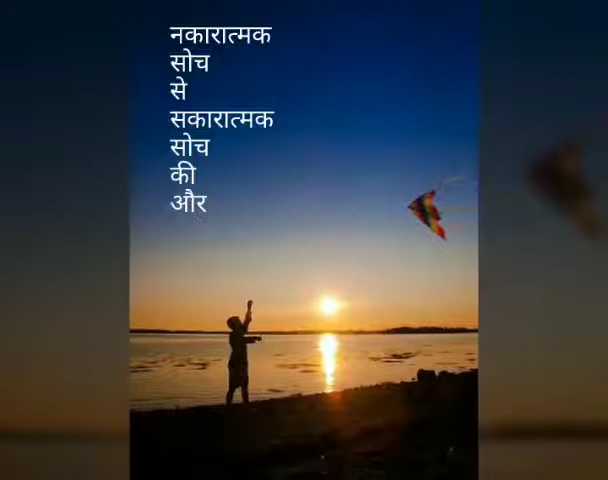 नकारात्मक
सोच
से
सकारात्मक
सोच
की
और